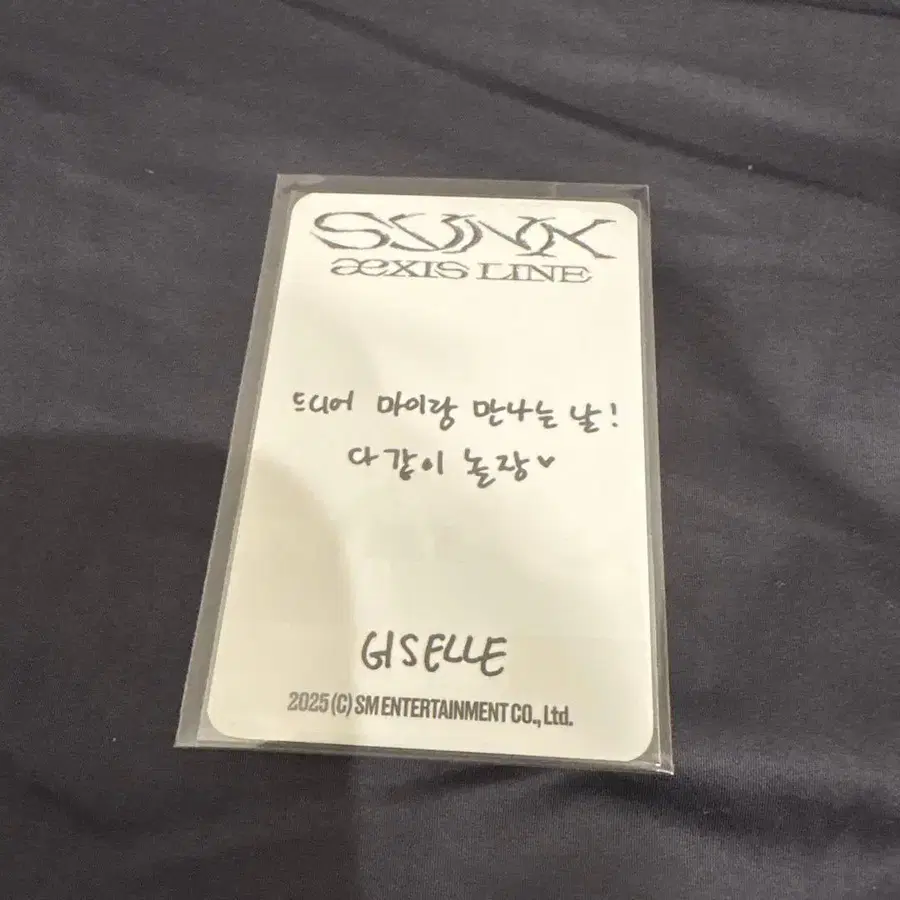 SYNK
æXIS LINE
드디어 마이랑 만나는 날!
다같이 놀장♥
GISELLE
2025 (C) SM ENTERTAINMENT CO., Ltd.